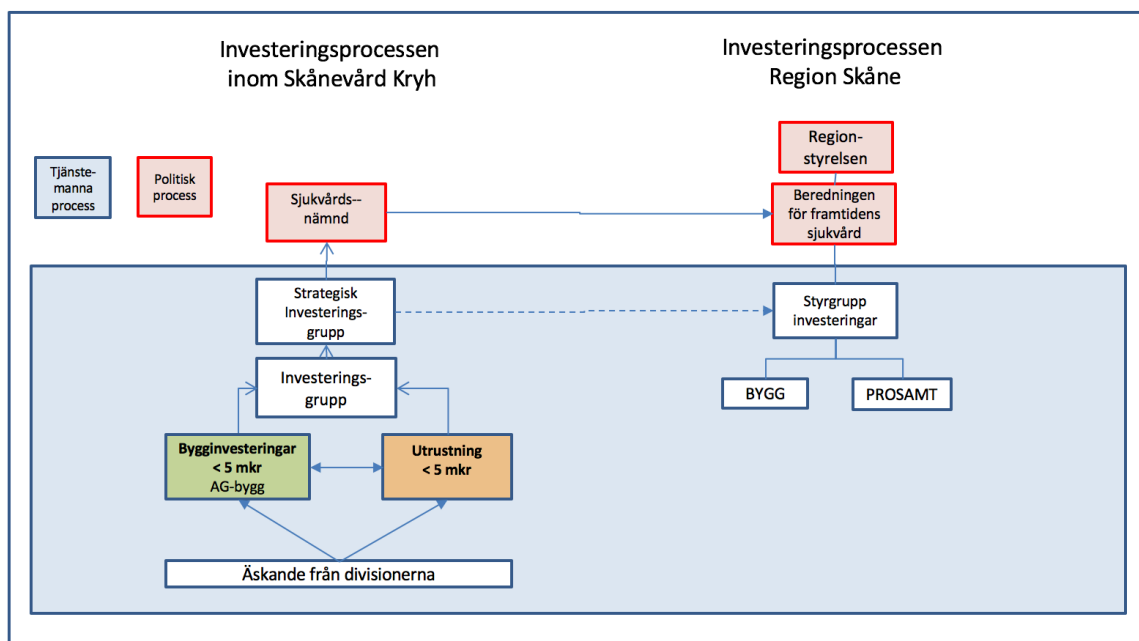 Investeringsprocessen
inom Skånevård Kryh
Investeringsprocessen
Region Skåne
Tjänste-
manna
process
Politisk
process
Sjukvårds--
nämnd
Region-
styrelsen
Beredningen
för framtidens
sjukvård
Strategisk
Investerings-
grupp
Styrgrupp
investeringar
Investerings-
grupp
BYGG
PROSAMT
Bygginvesteringar
< 5 mkr
AG-bygg
Utrustning
< 5 mkr
Äskande från divisionerna